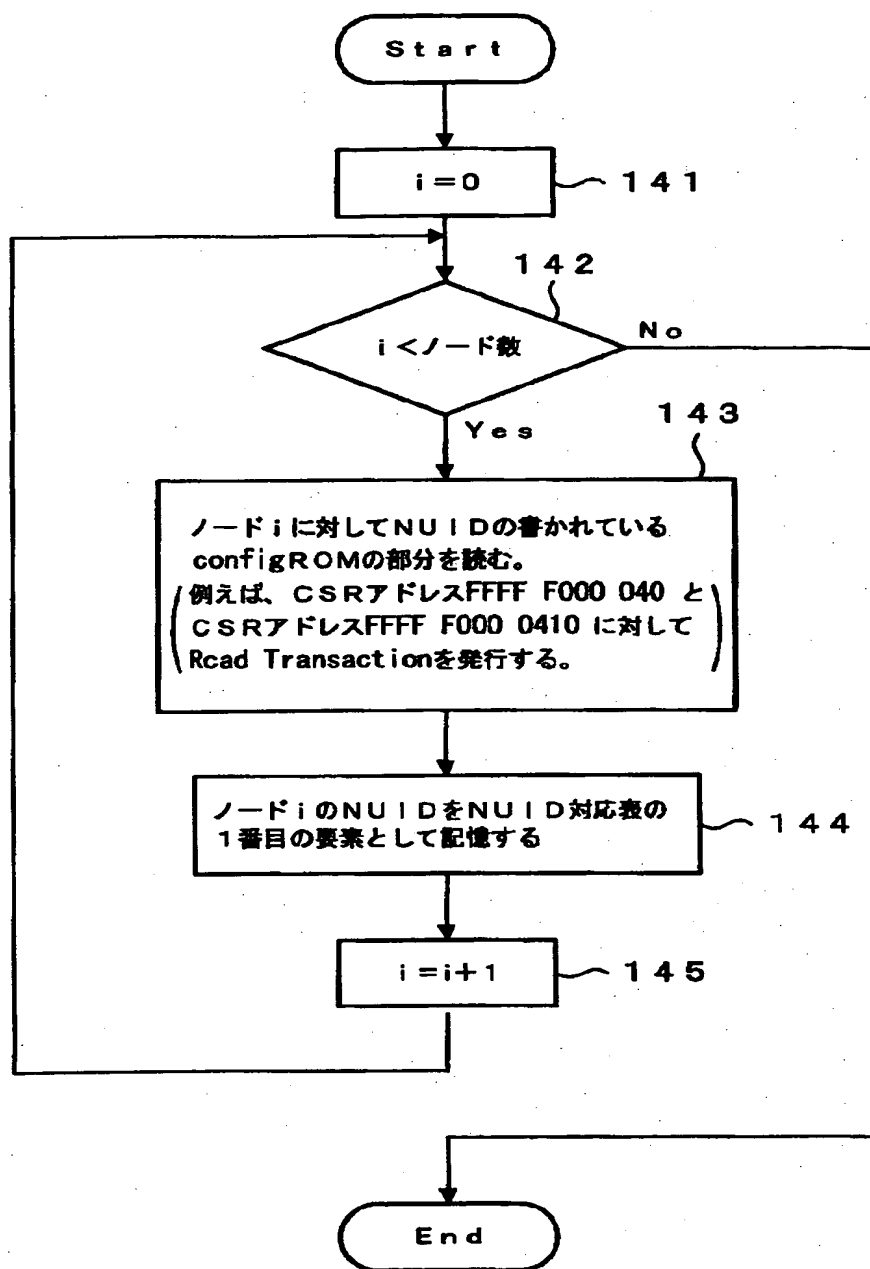 Start
i=0
141
142
i<ノード数
No
Yes
143
ノードiに対してNUIDの書かれている
configROMの部分を読む。
(例えば、CSRアドレスFFFF F000 040 と
CSRアドレスFFFF F000 0410 に対して
Rcad Transactionを発行する。)
ノードiのNUIDをNUID対応表の
1番目の要素として記憶する
144
i=i+1
145
End